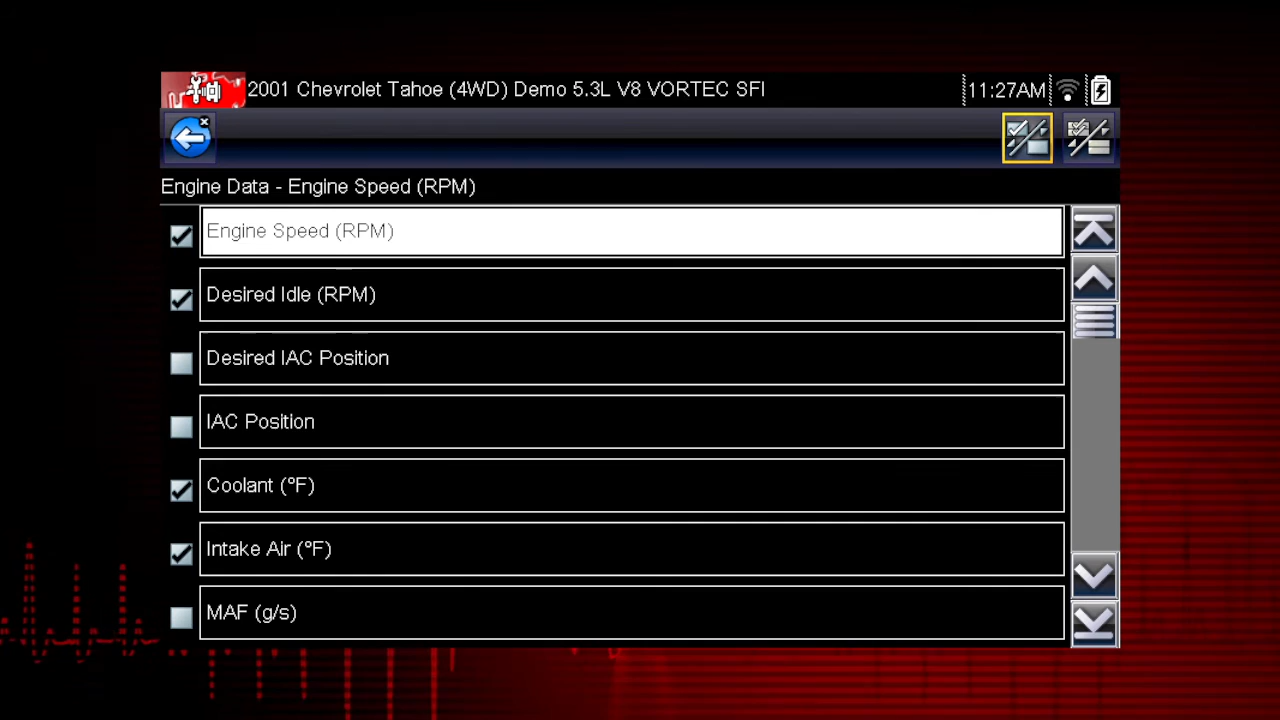 2001 Chevrolet Tahoe (4WD) Demo 5.3L V8 VORTEC SFI
11:27AM
Engine Data - Engine Speed (RPM)
Engine Speed (RPM)
Desired Idle (RPM)
Desired IAC Position
IAC Position
Coolant (°F)
Intake Air (°F)
MAF (g/s)